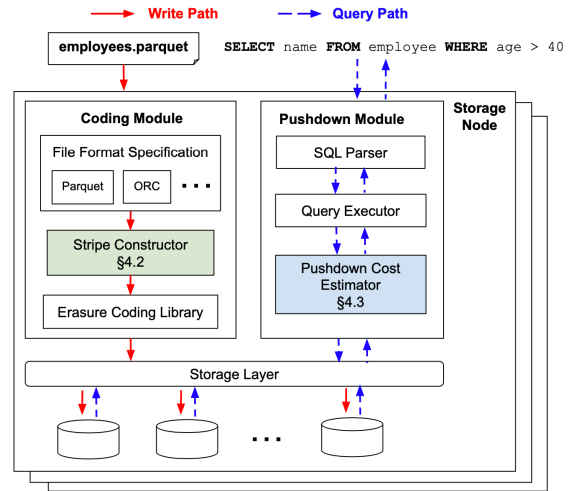 Write Path
Query Path
employees.parquet
SELECT name FROM employee WHERE age > 40
Storage
Node
Coding Module
File Format Specification
Parquet
ORC
Stripe Constructor
§4.2
Erasure Coding Library
Pushdown Module
SQL Parser
Query Executor
Pushdown Cost
Estimator
§4.3
Storage Layer